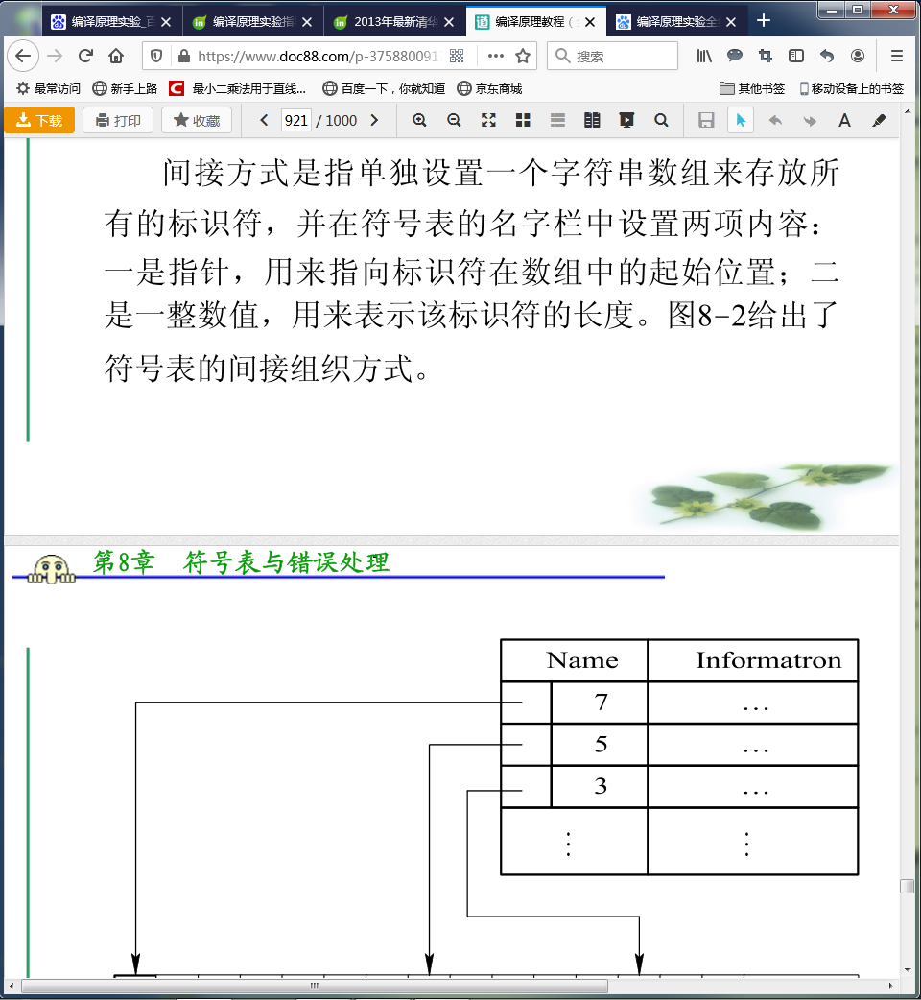 编译原理实验_百
编译原理实验指
2013年最新清华
编译原理教程（
编译原理实验全
https://www.doc88.com/p-375880091
搜索
最常访问
新手上路
最小二乘法用于直线...
百度一下，你就知道
京东商城
其他书签
移动设备上的书签
下载
打印
收藏
921 / 1000
间接方式是指单独设置一个字符串数组来存放所
有的标识符，并在符号表的名字栏中设置两项内容：
一是指针，用来指向标识符在数组中的起始位置；二
是一整数值，用来表示该标识符的长度。图8-2给出了
符号表的间接组织方式。
第8章 符号表与错误处理
Name Informatron
7 …
5 …
3 …
⋮ ⋮